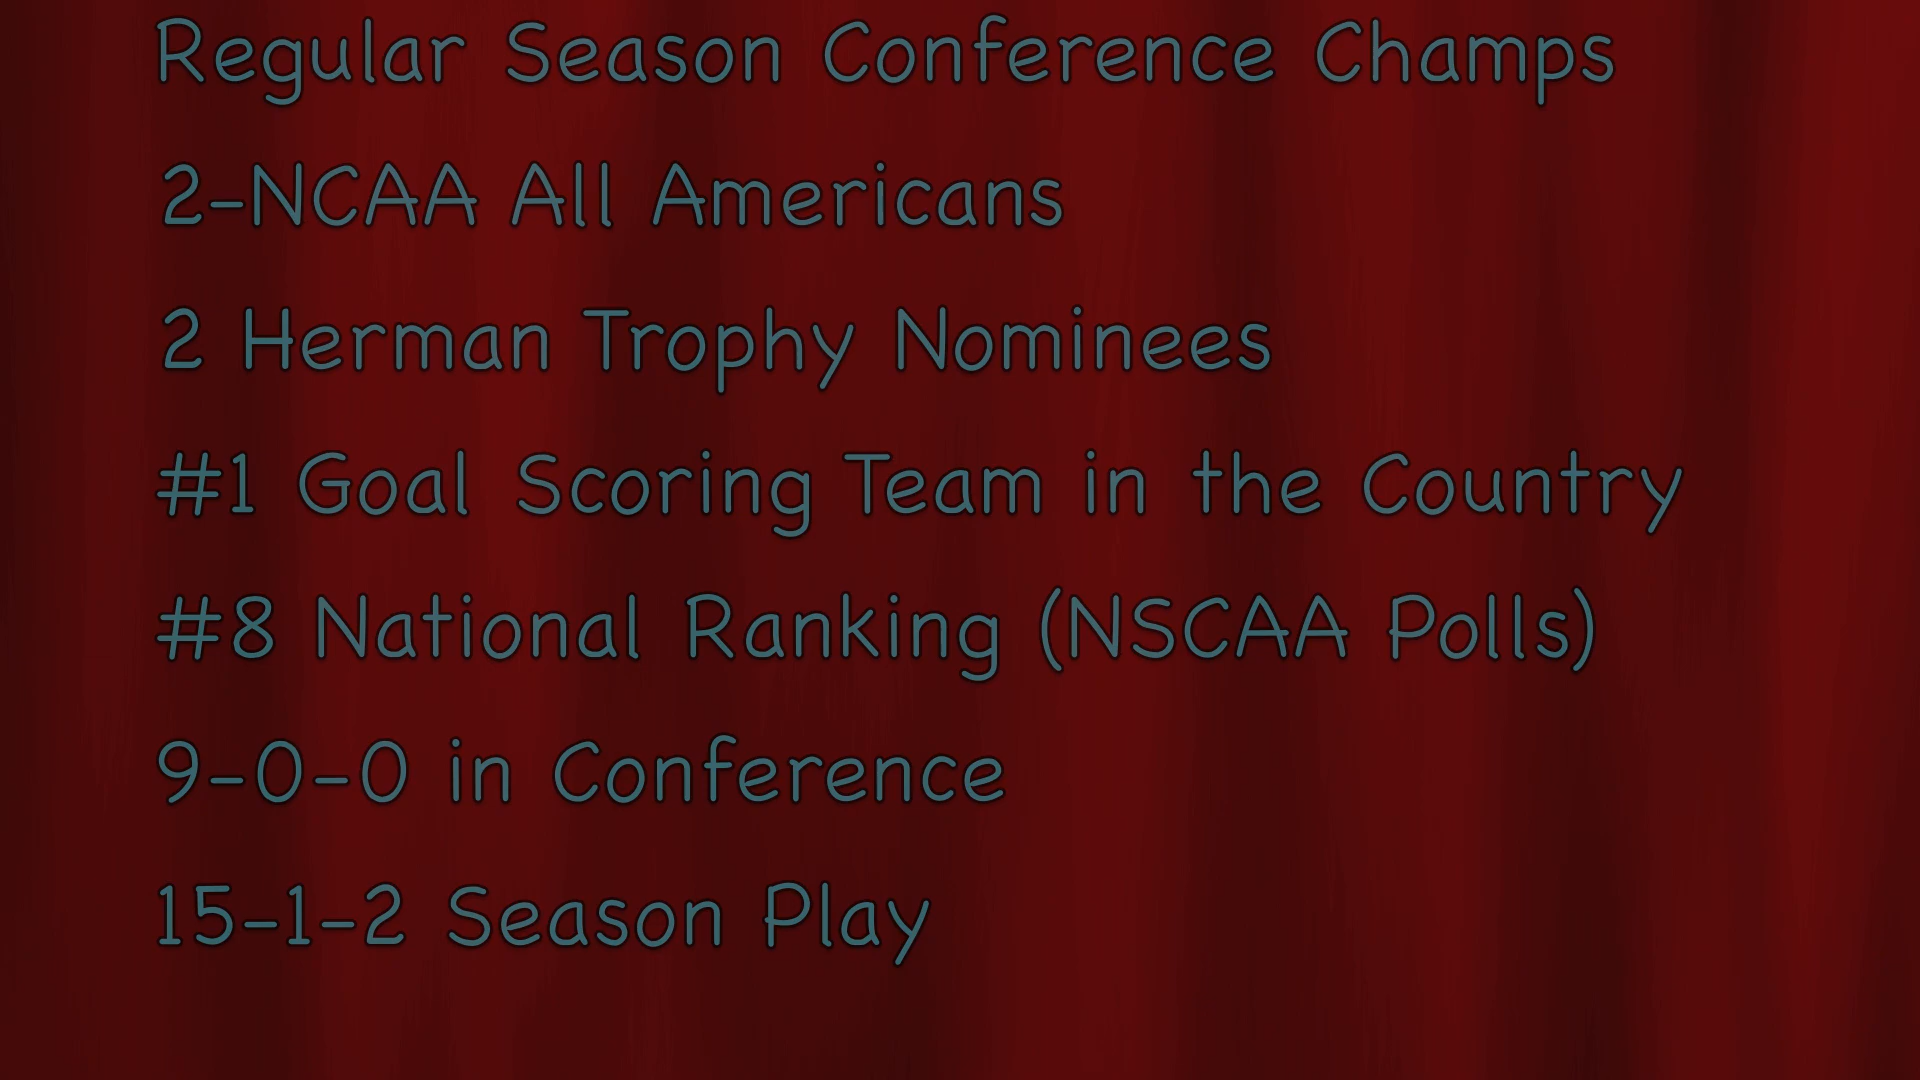 Regular Season Conference Champs
2-NCAA All Americans
2 Herman Trophy Nominees
#1 Goal Scoring Team in the Country
#8 National Ranking (NSCAA Polls)
9-0-0 in Conference
15-1-2 Season Play